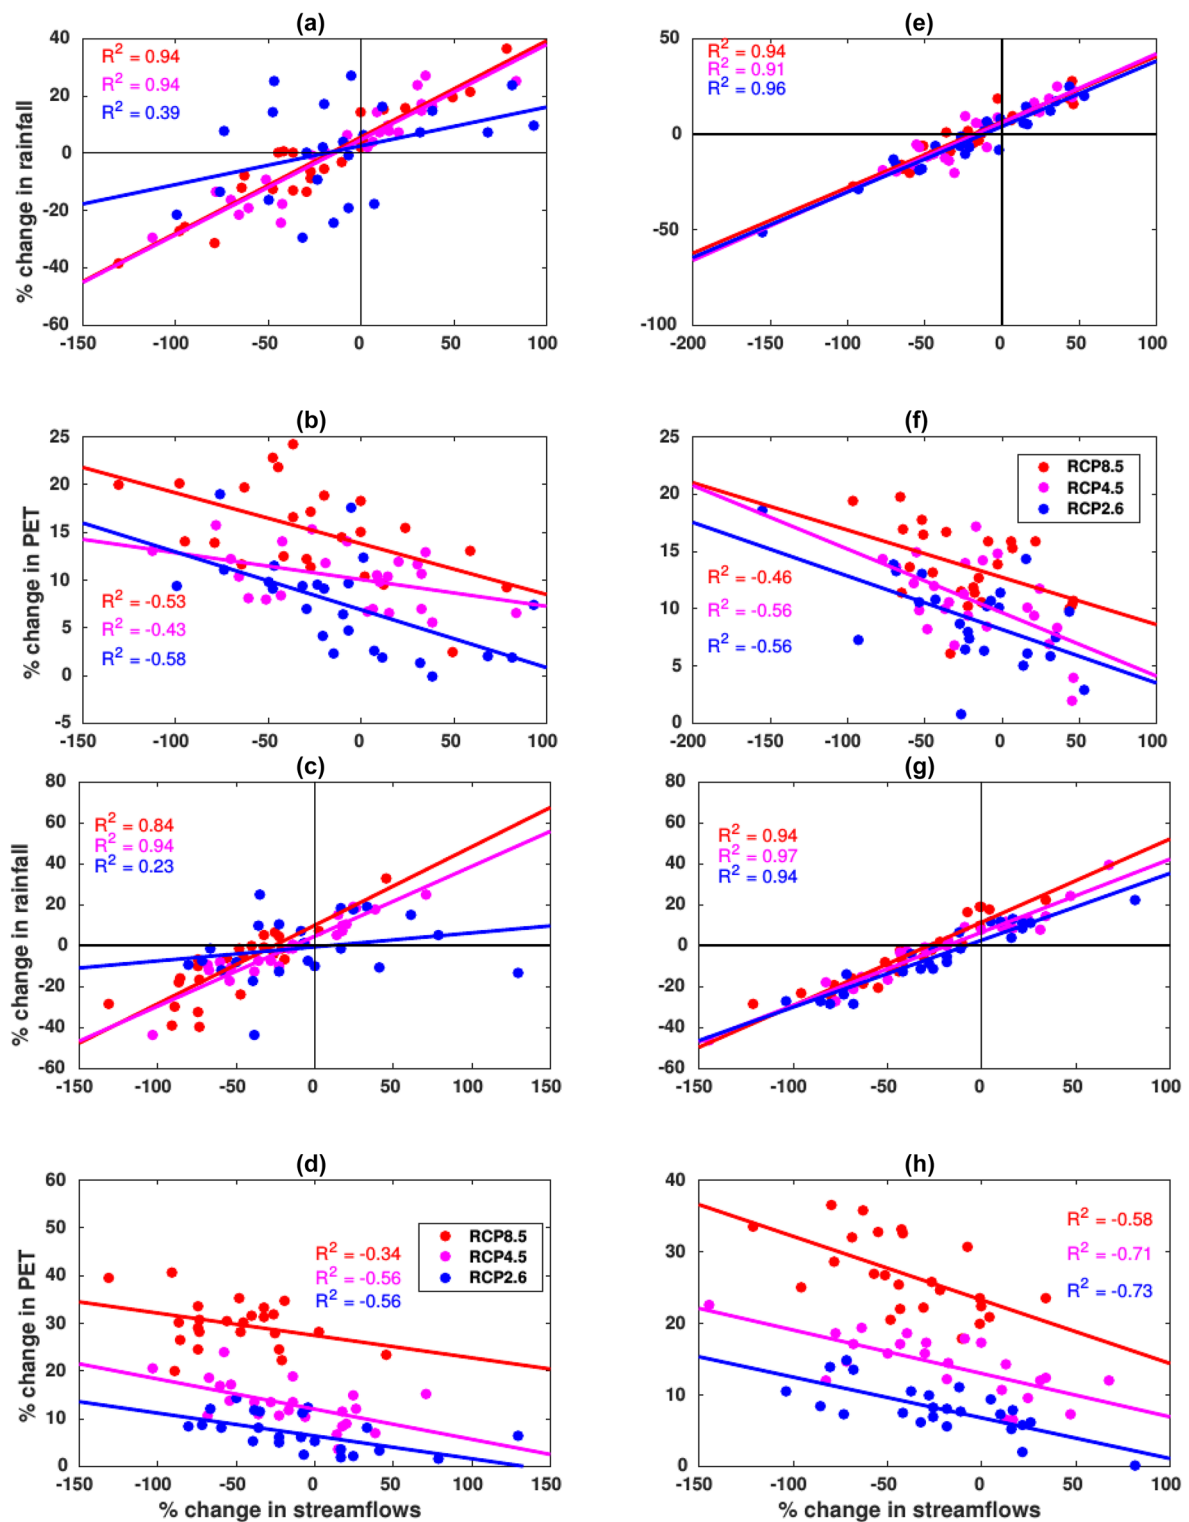 (a)
40
20
0
-20
-40
-60
R² = 0.94
R² = 0.94
R² = 0.39
-150 -100 -50 0 50 100
% change in rainfall
(e)
50
0
-50
-100
R² = 0.94
R² = 0.91
R² = 0.96
-200 -150 -100 -50 0 50 100
(b)
25
20
15
10
5
0
-5
R² = -0.53
R² = -0.43
R² = -0.58
-150 -100 -50 0 50 100
% change in PET
(f)
25
20
15
10
5
0
RCP8.5
RCP4.5
RCP2.6
R² = -0.46
R² = -0.56
R² = -0.56
-200 -150 -100 -50 0 50 100
(c)
80
60
40
20
0
-20
-40
-60
R² = 0.84
R² = 0.94
R² = 0.23
-150 -100 -50 0 50 100 150
% change in rainfall
(g)
80
60
40
20
0
-20
-40
-60
R² = 0.94
R² = 0.97
R² = 0.94
-150 -100 -50 0 50 100
(d)
60
50
40
30
20
10
0
RCP8.5
RCP4.5
RCP2.6
R² = -0.34
R² = -0.56
R² = -0.56
-150 -100 -50 0 50 100 150
% change in PET
% change in streamflows
(h)
40
30
20
10
0
R² = -0.58
R² = -0.71
R² = -0.73
-150 -100 -50 0 50 100
% change in streamflows